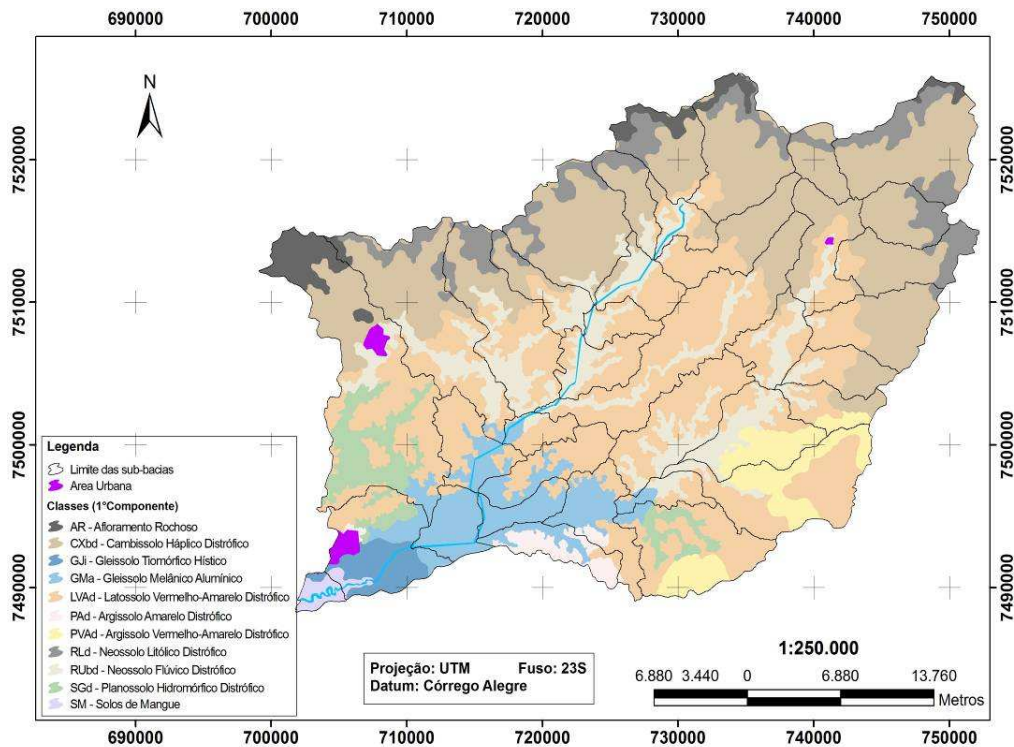 690000 700000 710000 720000 730000 740000 750000
N
7520000 7520000
7510000 7510000
7500000 7500000
7490000 7490000
Legenda
Limite das sub-bacias
Area Urbana
Classes (1°Componente)
AR - Afloramento Rochoso
CXbd - Cambissolo Háplico Distrófico
GJi - Gleissolo Tiomórfico Hístico
GMa - Gleissolo Melânico Alumínico
LVAd - Latossolo Vermelho-Amarelo Distrófico
PAd - Argissolo Amarelo Distrófico
PVAd - Argissolo Vermelho-Amarelo Distrófico
RLd - Neossolo Litólico Distrófico
RUbd - Neossolo Flúvico Distrófico
SGd - Planossolo Hidromórfico Distrófico
SM - Solos de Mangue
Projeção: UTM Fuso: 23S
Datum: Córrego Alegre
1:250.000
6.880 3.440 0 6.880 13.760
Metros
690000 700000 710000 720000 730000 740000 750000